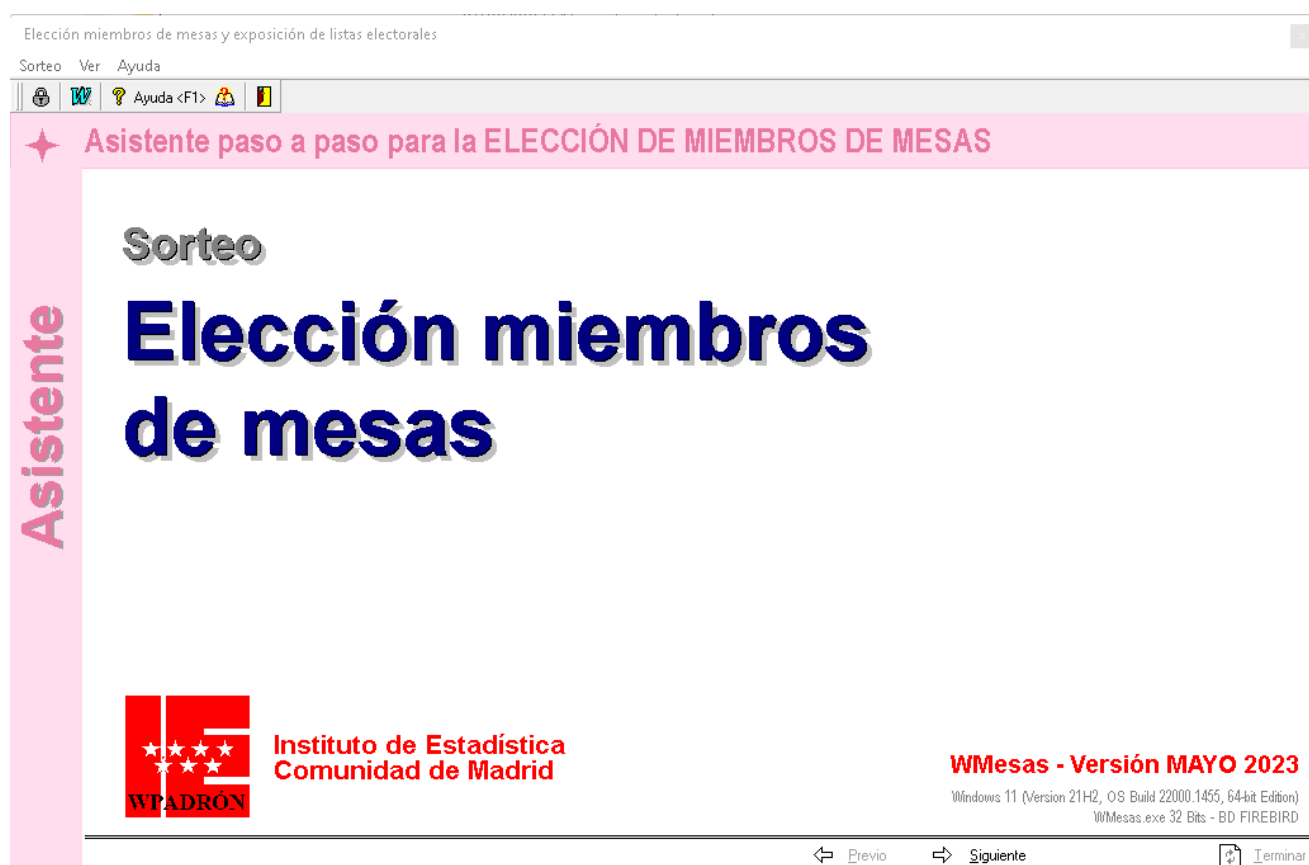 Elección miembros de mesas y exposición de listas electorales
Sorteo Ver Ayuda
W ? Ayuda <F1>
Asistente paso a paso para la ELECCIÓN DE MIEMBROS DE MESAS
Asistente
Sorteo
Elección miembros
de mesas
WPADRÓN
Instituto de Estadística
Comunidad de Madrid
WMesas - Versión MAYO 2023
Windows 11 (Version 21H2, OS Build 22000.1455, 64-bit Edition)
WMesas.exe 32 Bits - BD FIREBIRD
Previo Siguiente Terminar